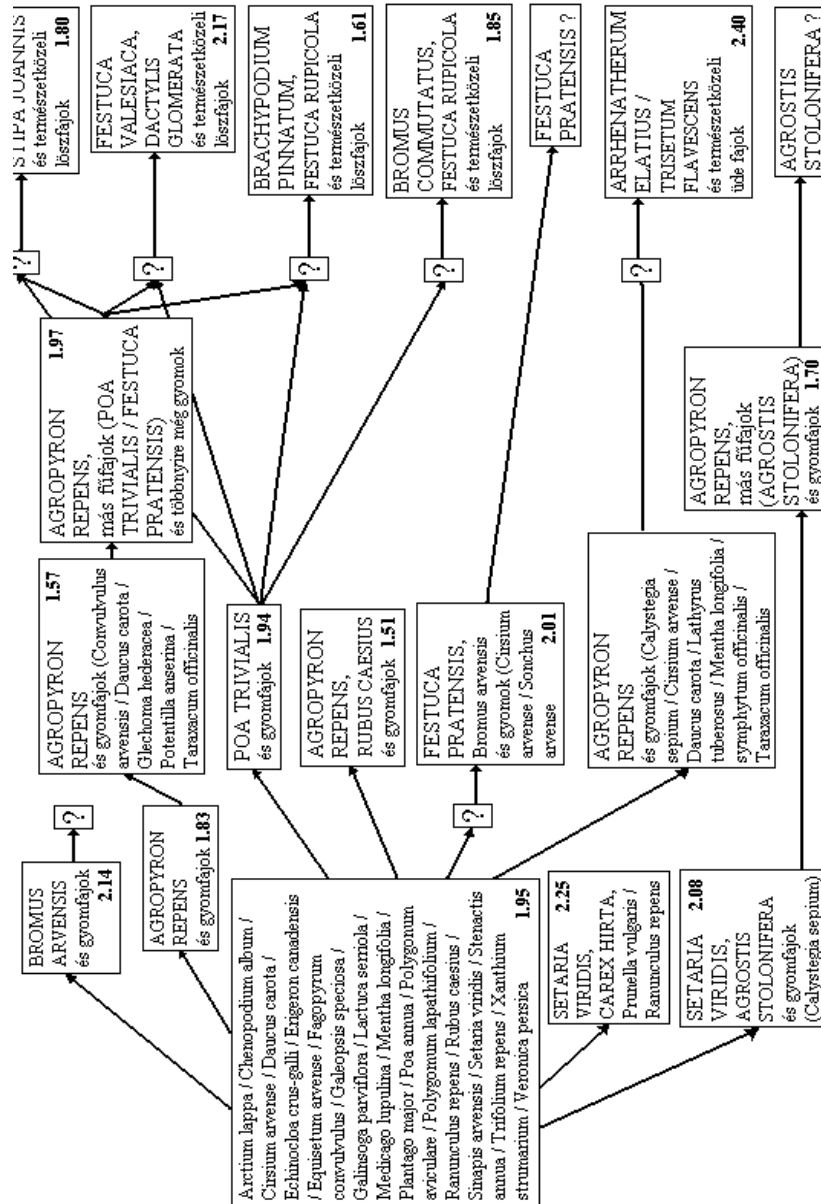 Arctium lappa / Chenopodium album /
Cirsium arvense / Daucus carota /
Echinocloa crus-galli / Erigeron canadensis
/ Equisetum arvense / Fagopyrum
convulvulus / Galeopsis speciosa /
Galinsoga parviflora / Lactuca serriola /
Medicago lupulina / Mentha longifolia /
Plantago major / Poa annua / Polygonum
aviculare / Polygonum lapathifolium /
Ranunculus repens / Rubus caesius /
Sinapis arvensis / Setaria viridis / Stenactis
annua / Trifolium repens / Xanthium
strumarium / Veronica persica 1.95
BROMUS
ARVENSIS
és gyomfajok
2.14
?
AGROPYRON
REPENS
és gyomfajok 1.83
SETARIA 2.25
VIRIDIS,
CAREX HIRTA,
Prunella vulgaris /
Ranunculus repens
SETARIA 2.08
VIRIDIS,
AGROSTIS
STOLONIFERA
és gyomfajok
(Calystegia sepium)
AGROPYRON 1.57
REPENS
és gyomfajok (Convulvulus
arvensis / Daucus carota /
Glechoma hederacea /
Potentilla anserina /
Taraxacum officinalis
POA TRIVIALIS
és gyomfajok 1.94
AGROPYRON
REPENS,
RUBUS CAESIUS
és gyomfajok 1.51
?
FESTUCA
PRATENSIS,
Bromus arvensis
és gyomok (Cirsium
arvense / Sonchus
arvense 2.01
AGROPYRON
REPENS
és gyomfajok (Calystegia
sepium / Cirsium arvense /
Daucus carota / Lathyrus
tuberosus / Mentha longifolia /
symphytum officinalis /
Taraxacum officinalis
AGROPYRON 1.97
REPENS,
más fűfajok (POA
TRIVIALIS / FESTUCA
PRATENSIS)
és többnyire még gyomok
AGROPYRON
REPENS,
más fűfajok
(AGROSTIS
STOLONIFERA)
és gyomfajok 1.70
?
?
?
?
?
STIPA JOANNIS
és természetközeli
löszfajok 1.80
FESTUCA
VALESIACA,
DACTYLIS
GLOMERATA
és természetközeli
löszfajok 2.17
BRACHYPODIUM
PINNATUM,
FESTUCA RUPICOLA
és természetközeli
löszfajok 1.61
BROMUS
COMMUTATUS,
FESTUCA RUPICOLA
és természetközeli
löszfajok 1.85
FESTUCA
PRATENSIS ?
ARRHENATHERUM
ELATIUS /
TRISETUM
FLAVESCENS
és természetközeli
üde fajok 2.40
AGROSTIS
STOLONIFERA ?